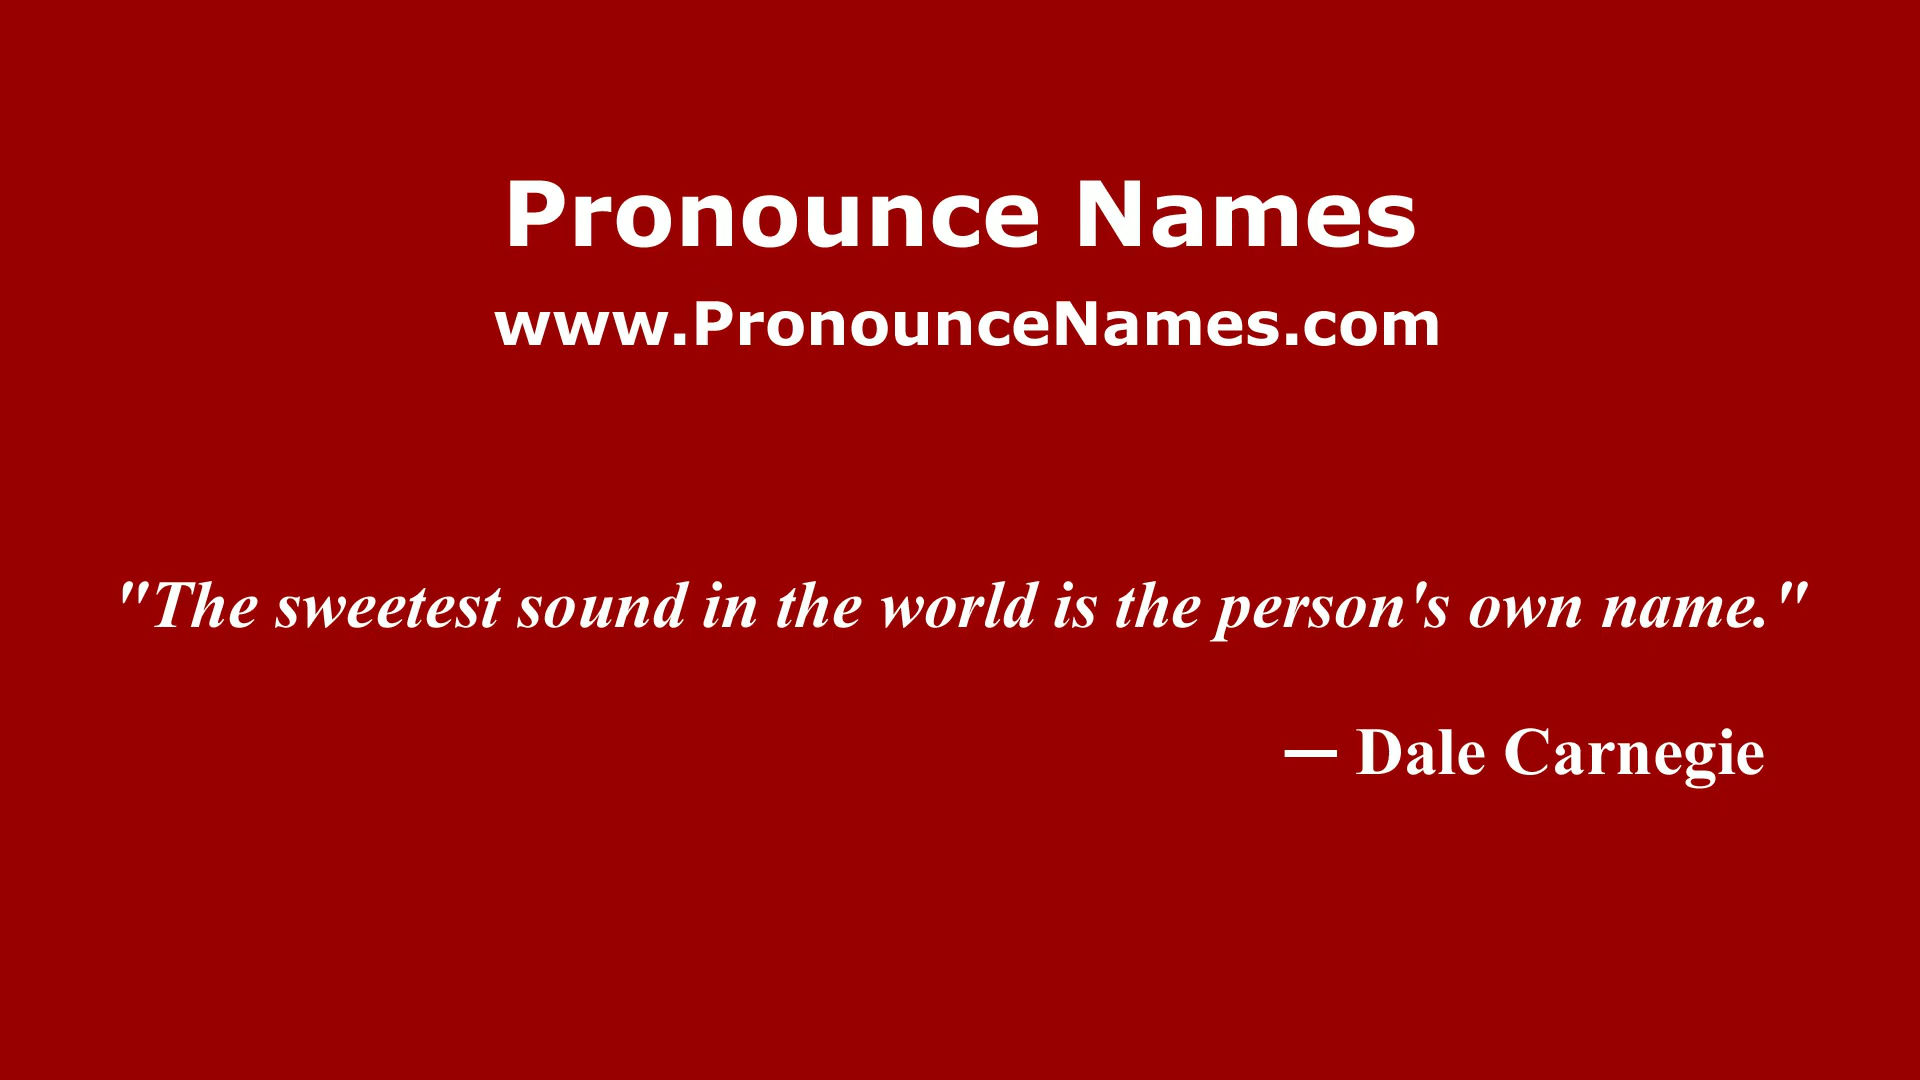 Pronounce Names
www.PronounceNames.com
"The sweetest sound in the world is the person's own name."
— Dale Carnegie